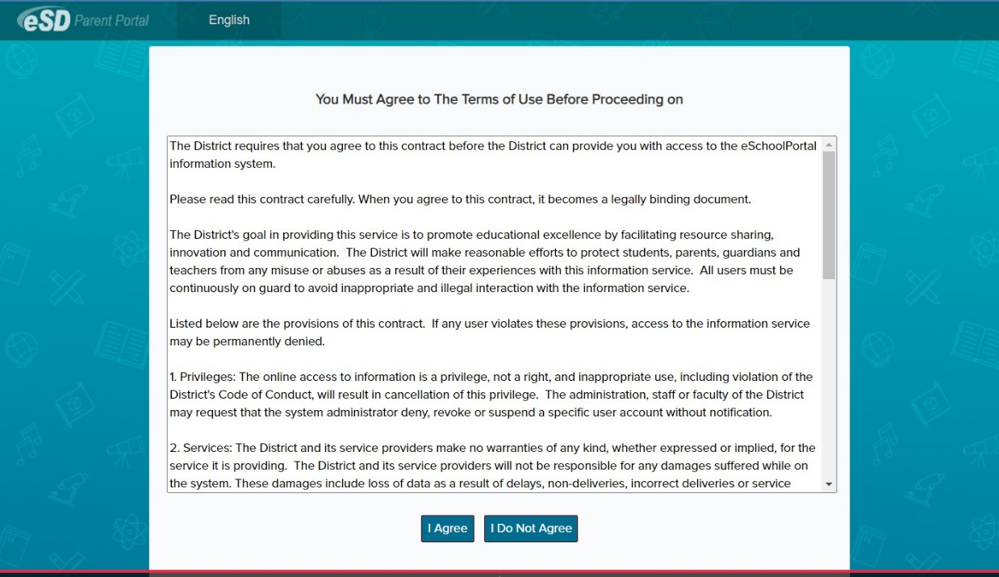 eSD Parent Portal
English
You Must Agree to The Terms of Use Before Proceeding on
The District requires that you agree to this contract before the District can provide you with access to the eSchoolPortal
information system.
Please read this contract carefully. When you agree to this contract, it becomes a legally binding document.
The District's goal in providing this service is to promote educational excellence by facilitating resource sharing,
innovation and communication.  The District will make reasonable efforts to protect students, parents, guardians and
teachers from any misuse or abuses as a result of their experiences with this information service.  All users must be
continuously on guard to avoid inappropriate and illegal interaction with the information service.
Listed below are the provisions of this contract.  If any user violates these provisions, access to the information service
may be permanently denied.
1. Privileges: The online access to information is a privilege, not a right, and inappropriate use, including violation of the
District's Code of Conduct, will result in cancellation of this privilege.  The administration, staff or faculty of the District
may request that the system administrator deny, revoke or suspend a specific user account without notification.
2. Services: The District and its service providers make no warranties of any kind, whether expressed or implied, for the
service it is providing.  The District and its service providers will not be responsible for any damages suffered while on
the system. These damages include loss of data as a result of delays, non-deliveries, incorrect deliveries or service
I Agree
I Do Not Agree